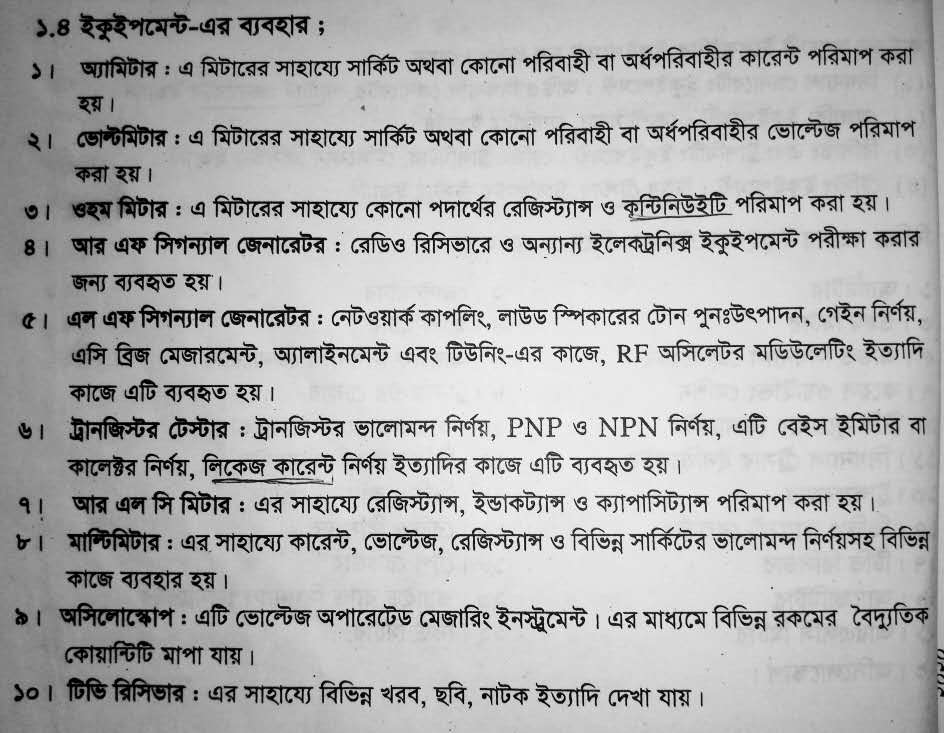 ১.৪ ইকুইপমেন্ট-এর ব্যবহার ;
১। অ্যামিটার : এ মিটারের সাহায্যে সার্কিট অথবা কোনো পরিবাহী বা অর্ধপরিবাহীর কারেন্ট পরিমাপ করা
হয়।
২। ভোল্টমিটার : এ মিটারের সাহায্যে সার্কিট অথবা কোনো পরিবাহী বা অর্ধপরিবাহীর ভোল্টেজ পরিমাপ
করা হয়।
৩। ওহম মিটার : এ মিটারের সাহায্যে কোনো পদার্থের রেজিস্ট্যান্স ও কন্টিনিউইটি পরিমাপ করা হয়।
৪। আর এফ সিগন্যাল জেনারেটর : রেডিও রিসিভারে ও অন্যান্য ইলেকট্রনিক্স ইকুইপমেন্ট পরীক্ষা করার
জন্য ব্যবহৃত হয়।
৫। এল এফ সিগন্যাল জেনারেটর : নেটওয়ার্ক কাপলিং, লাউড স্পিকারের টোন পুনঃউৎপাদন, গেইন নির্ণয়,
এসি ব্রিজ মেজারমেন্ট, অ্যালাইনমেন্ট এবং টিউনিং-এর কাজে, RF অসিলেটর মডিউলেটিং ইত্যাদি
কাজে এটি ব্যবহৃত হয়।
৬। ট্রানজিস্টর টেস্টার : ট্রানজিস্টর ভালোমন্দ নির্ণয়, PNP ও NPN নির্ণয়, এটি বেইস ইমিটার বা
কালেক্টর নির্ণয়, লিকেজ কারেন্ট নির্ণয় ইত্যাদির কাজে এটি ব্যবহৃত হয়।
৭। আর এল সি মিটার : এর সাহায্যে রেজিস্ট্যান্স, ইন্ডাকট্যান্স ও ক্যাপাসিট্যান্স পরিমাপ করা হয়।
৮। মাল্টিমিটার : এর সাহায্যে কারেন্ট, ভোল্টেজ, রেজিস্ট্যান্স ও বিভিন্ন সার্কিটের ভালোমন্দ নির্ণয়সহ বিভিন্ন
কাজে ব্যবহার হয়।
৯। অসিলোস্কোপ : এটি ভোল্টেজ অপারেটেড মেজারিং ইনস্ট্রুমেন্ট। এর মাধ্যমে বিভিন্ন রকমের বৈদ্যুতিক
কোয়ান্টিটি মাপা যায়।
১০। টিভি রিসিভার : এর সাহায্যে বিভিন্ন খরব, ছবি, নাটক ইত্যাদি দেখা যায়।